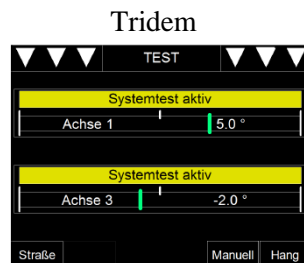 Tridem
TEST
Systemtest aktiv
Achse 1 5.0 °
Systemtest aktiv
Achse 3 -2.0 °
Straße Manuell Hang